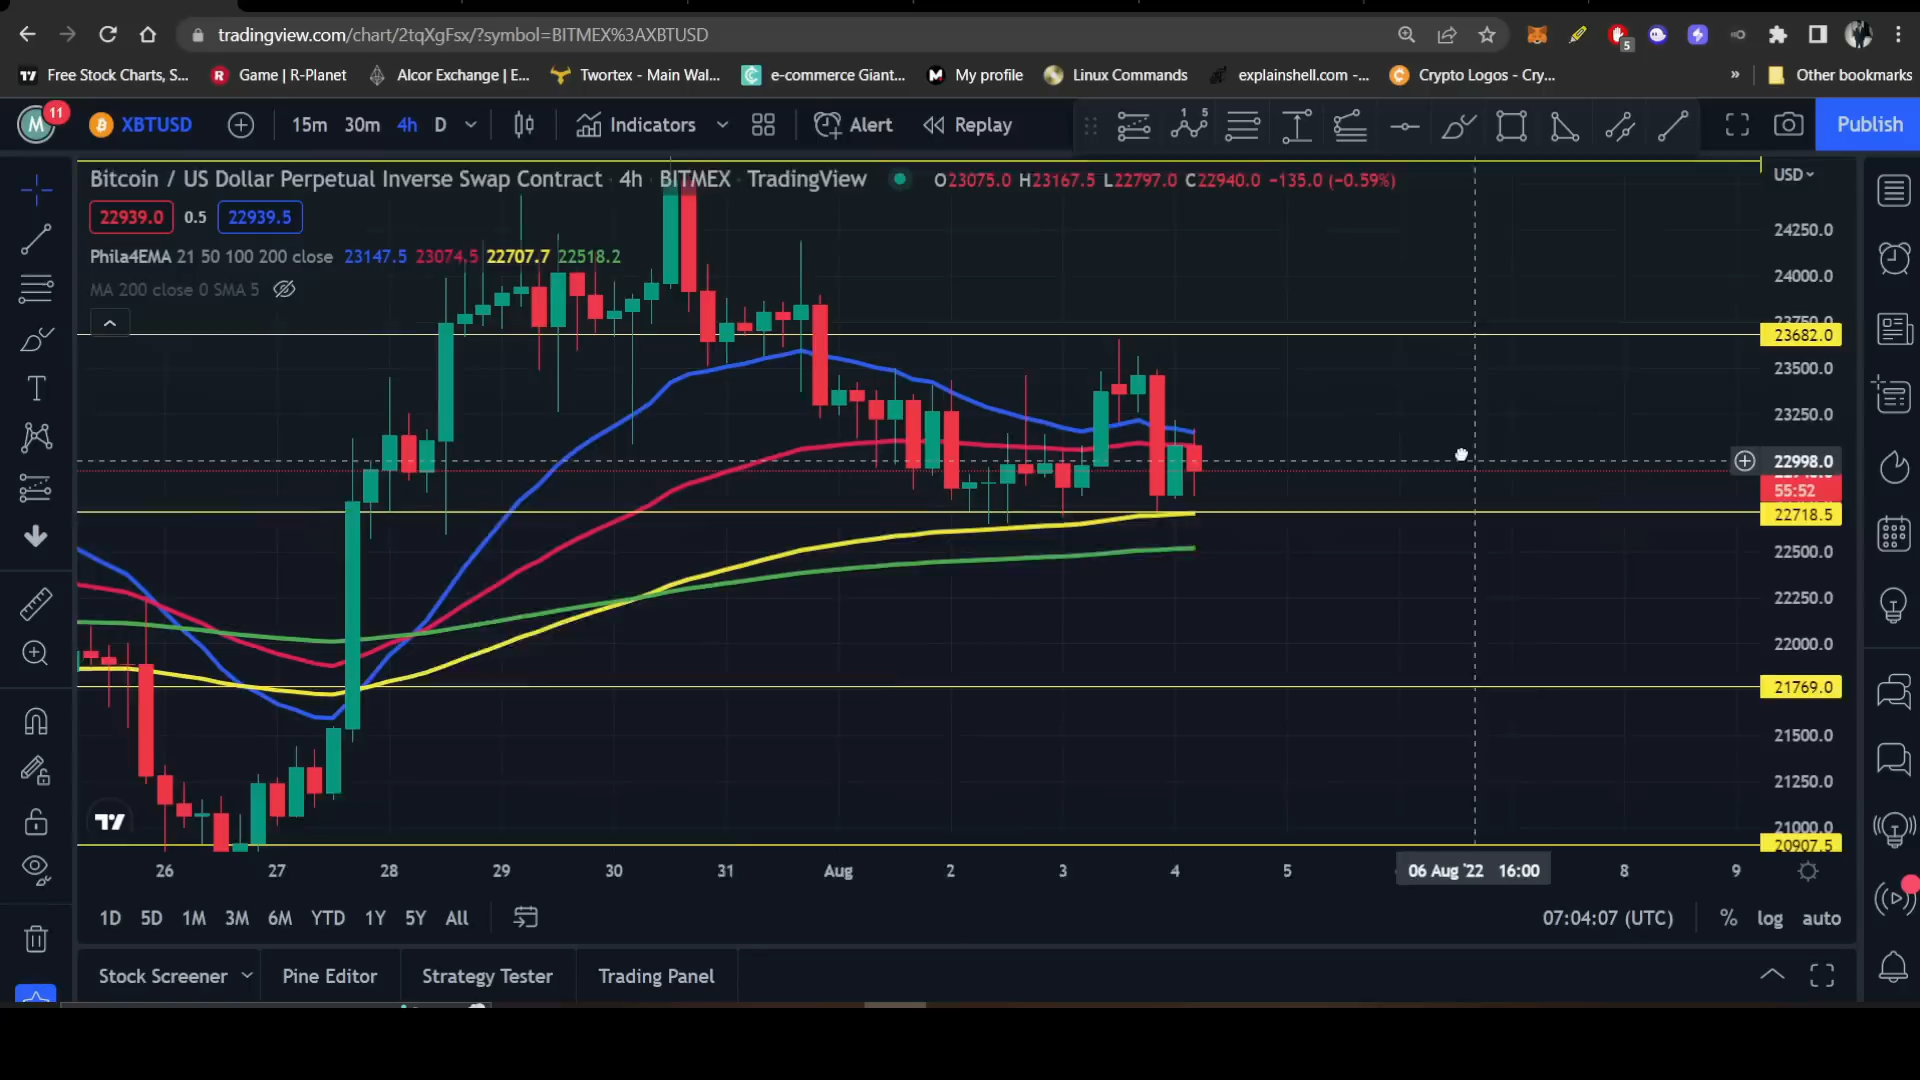 tradingview.com/chart/2tqXgFsx/?symbol=BITMEX%3AXBTUSD
5
Free Stock Charts, S... Game | R-Planet Alcor Exchange | E... Twortex - Main Wal... e-commerce Giant... My profile Linux Commands explainshell.com -... Crypto Logos - Cry... » Other bookmarks
M 11 XBTUSD 15m 30m 4h D Indicators Alert Replay 1 5 Publish
Bitcoin / US Dollar Perpetual Inverse Swap Contract · 4h · BITMEX · TradingView O23075.0 H23167.5 L22797.0 C22940.0 −135.0 (−0.59%) USD
22939.0 0.5 22939.5
24250.0
Phila4EMA 21 50 100 200 close 23147.5 23074.5 22707.7 22518.2
24000.0
MA 200 close 0 SMA 5
23750.0
23682.0
23500.0
23250.0
22998.0
55:52
22718.5
22500.0
22250.0
22000.0
21769.0
21500.0
21250.0
21000.0
20907.5
26 27 28 29 30 31 Aug 2 3 4 5 06 Aug '22 16:00 8 9
1D 5D 1M 3M 6M YTD 1Y 5Y All 07:04:07 (UTC) % log auto
Stock Screener Pine Editor Strategy Tester Trading Panel